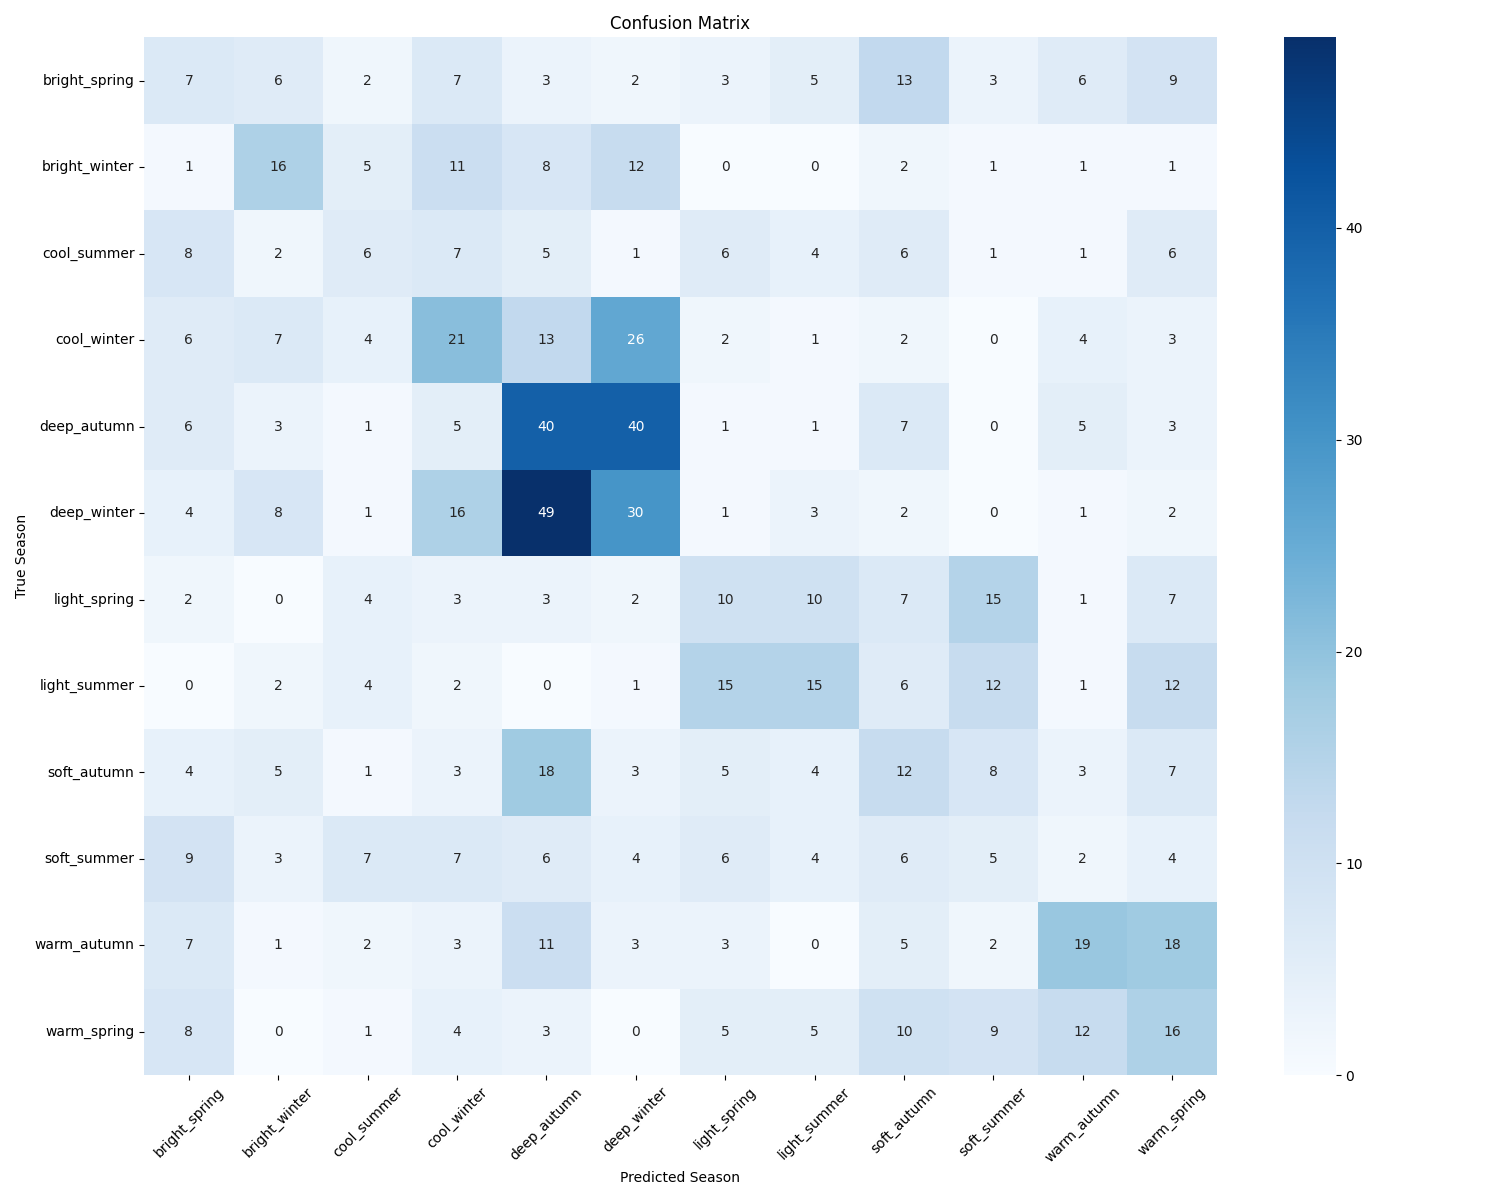 Confusion Matrix
True Season
bright_spring 7 6 2 7 3 2 3 5 13 3 6 9
bright_winter 1 16 5 11 8 12 0 0 2 1 1 1
cool_summer 8 2 6 7 5 1 6 4 6 1 1 6
cool_winter 6 7 4 21 13 26 2 1 2 0 4 3
deep_autumn 6 3 1 5 40 40 1 1 7 0 5 3
deep_winter 4 8 1 16 49 30 1 3 2 0 1 2
light_spring 2 0 4 3 3 2 10 10 7 15 1 7
light_summer 0 2 4 2 0 1 15 15 6 12 1 12
soft_autumn 4 5 1 3 18 3 5 4 12 8 3 7
soft_summer 9 3 7 7 6 4 6 4 6 5 2 4
warm_autumn 7 1 2 3 11 3 3 0 5 2 19 18
warm_spring 8 0 1 4 3 0 5 5 10 9 12 16
bright_spring bright_winter cool_summer cool_winter deep_autumn deep_winter light_spring light_summer soft_autumn soft_summer warm_autumn warm_spring
Predicted Season
40
30
20
10
0